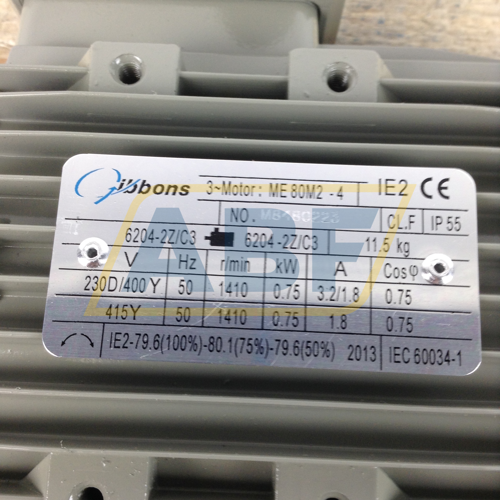 Gibbons 3~Motor: ME 80M2 - 4 IE2 CE
NO. CL.F IP 55
6204-2Z/C3 6204-2Z/C3 11.5 kg
V Hz r/min kW A Cosφ
230D/400Y 50 1410 0.75 3.2/1.8 0.75
415Y 50 1410 0.75 1.8 0.75
IE2-79.6(100%)-80.1(75%)-79.6(50%) 2013 IEC 60034-1
ABF